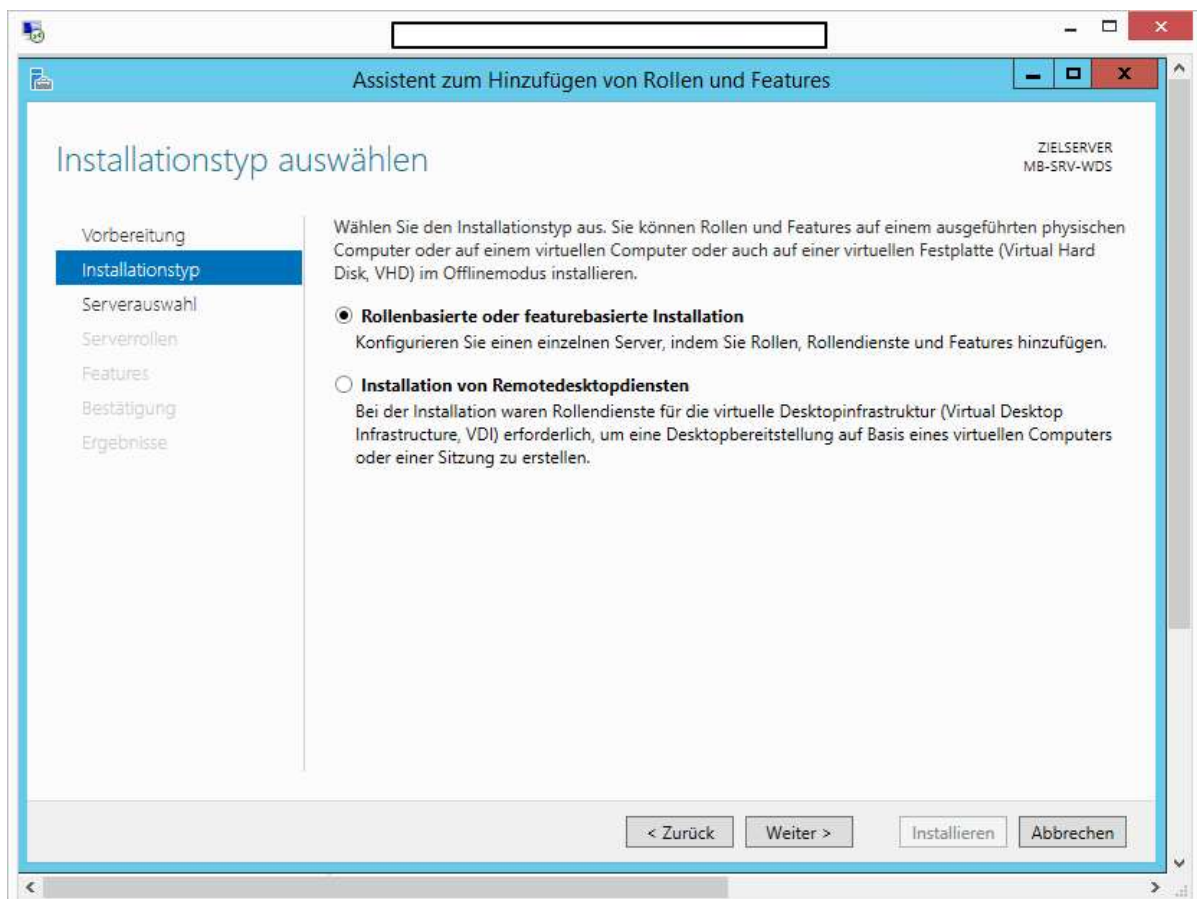 Assistent zum Hinzufügen von Rollen und Features
Installationstyp auswählen
ZIELSERVER
MB-SRV-WDS
Vorbereitung
Installationstyp
Serverauswahl
Serverrollen
Features
Bestätigung
Ergebnisse
Wählen Sie den Installationstyp aus. Sie können Rollen und Features auf einem ausgeführten physischen
Computer oder auf einem virtuellen Computer oder auch auf einer virtuellen Festplatte (Virtual Hard
Disk, VHD) im Offlinemodus installieren.
Rollenbasierte oder featurebasierte Installation
Konfigurieren Sie einen einzelnen Server, indem Sie Rollen, Rollendienste und Features hinzufügen.
Installation von Remotedesktopdiensten
Bei der Installation waren Rollendienste für die virtuelle Desktopinfrastruktur (Virtual Desktop
Infrastructure, VDI) erforderlich, um eine Desktopbereitstellung auf Basis eines virtuellen Computers
oder einer Sitzung zu erstellen.
< Zurück Weiter > Installieren Abbrechen